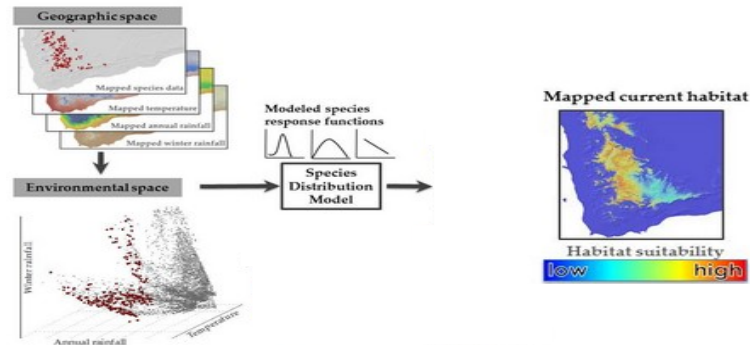 Geographic space
Mapped species data
Mapped temperature
Mapped annual rainfall
Mapped winter rainfall
Environmental space
Winter rainfall
Annual rainfall
Temperature
Modeled species
response functions
Species
Distribution
Model
Mapped current habitat
Habitat suitability
low high